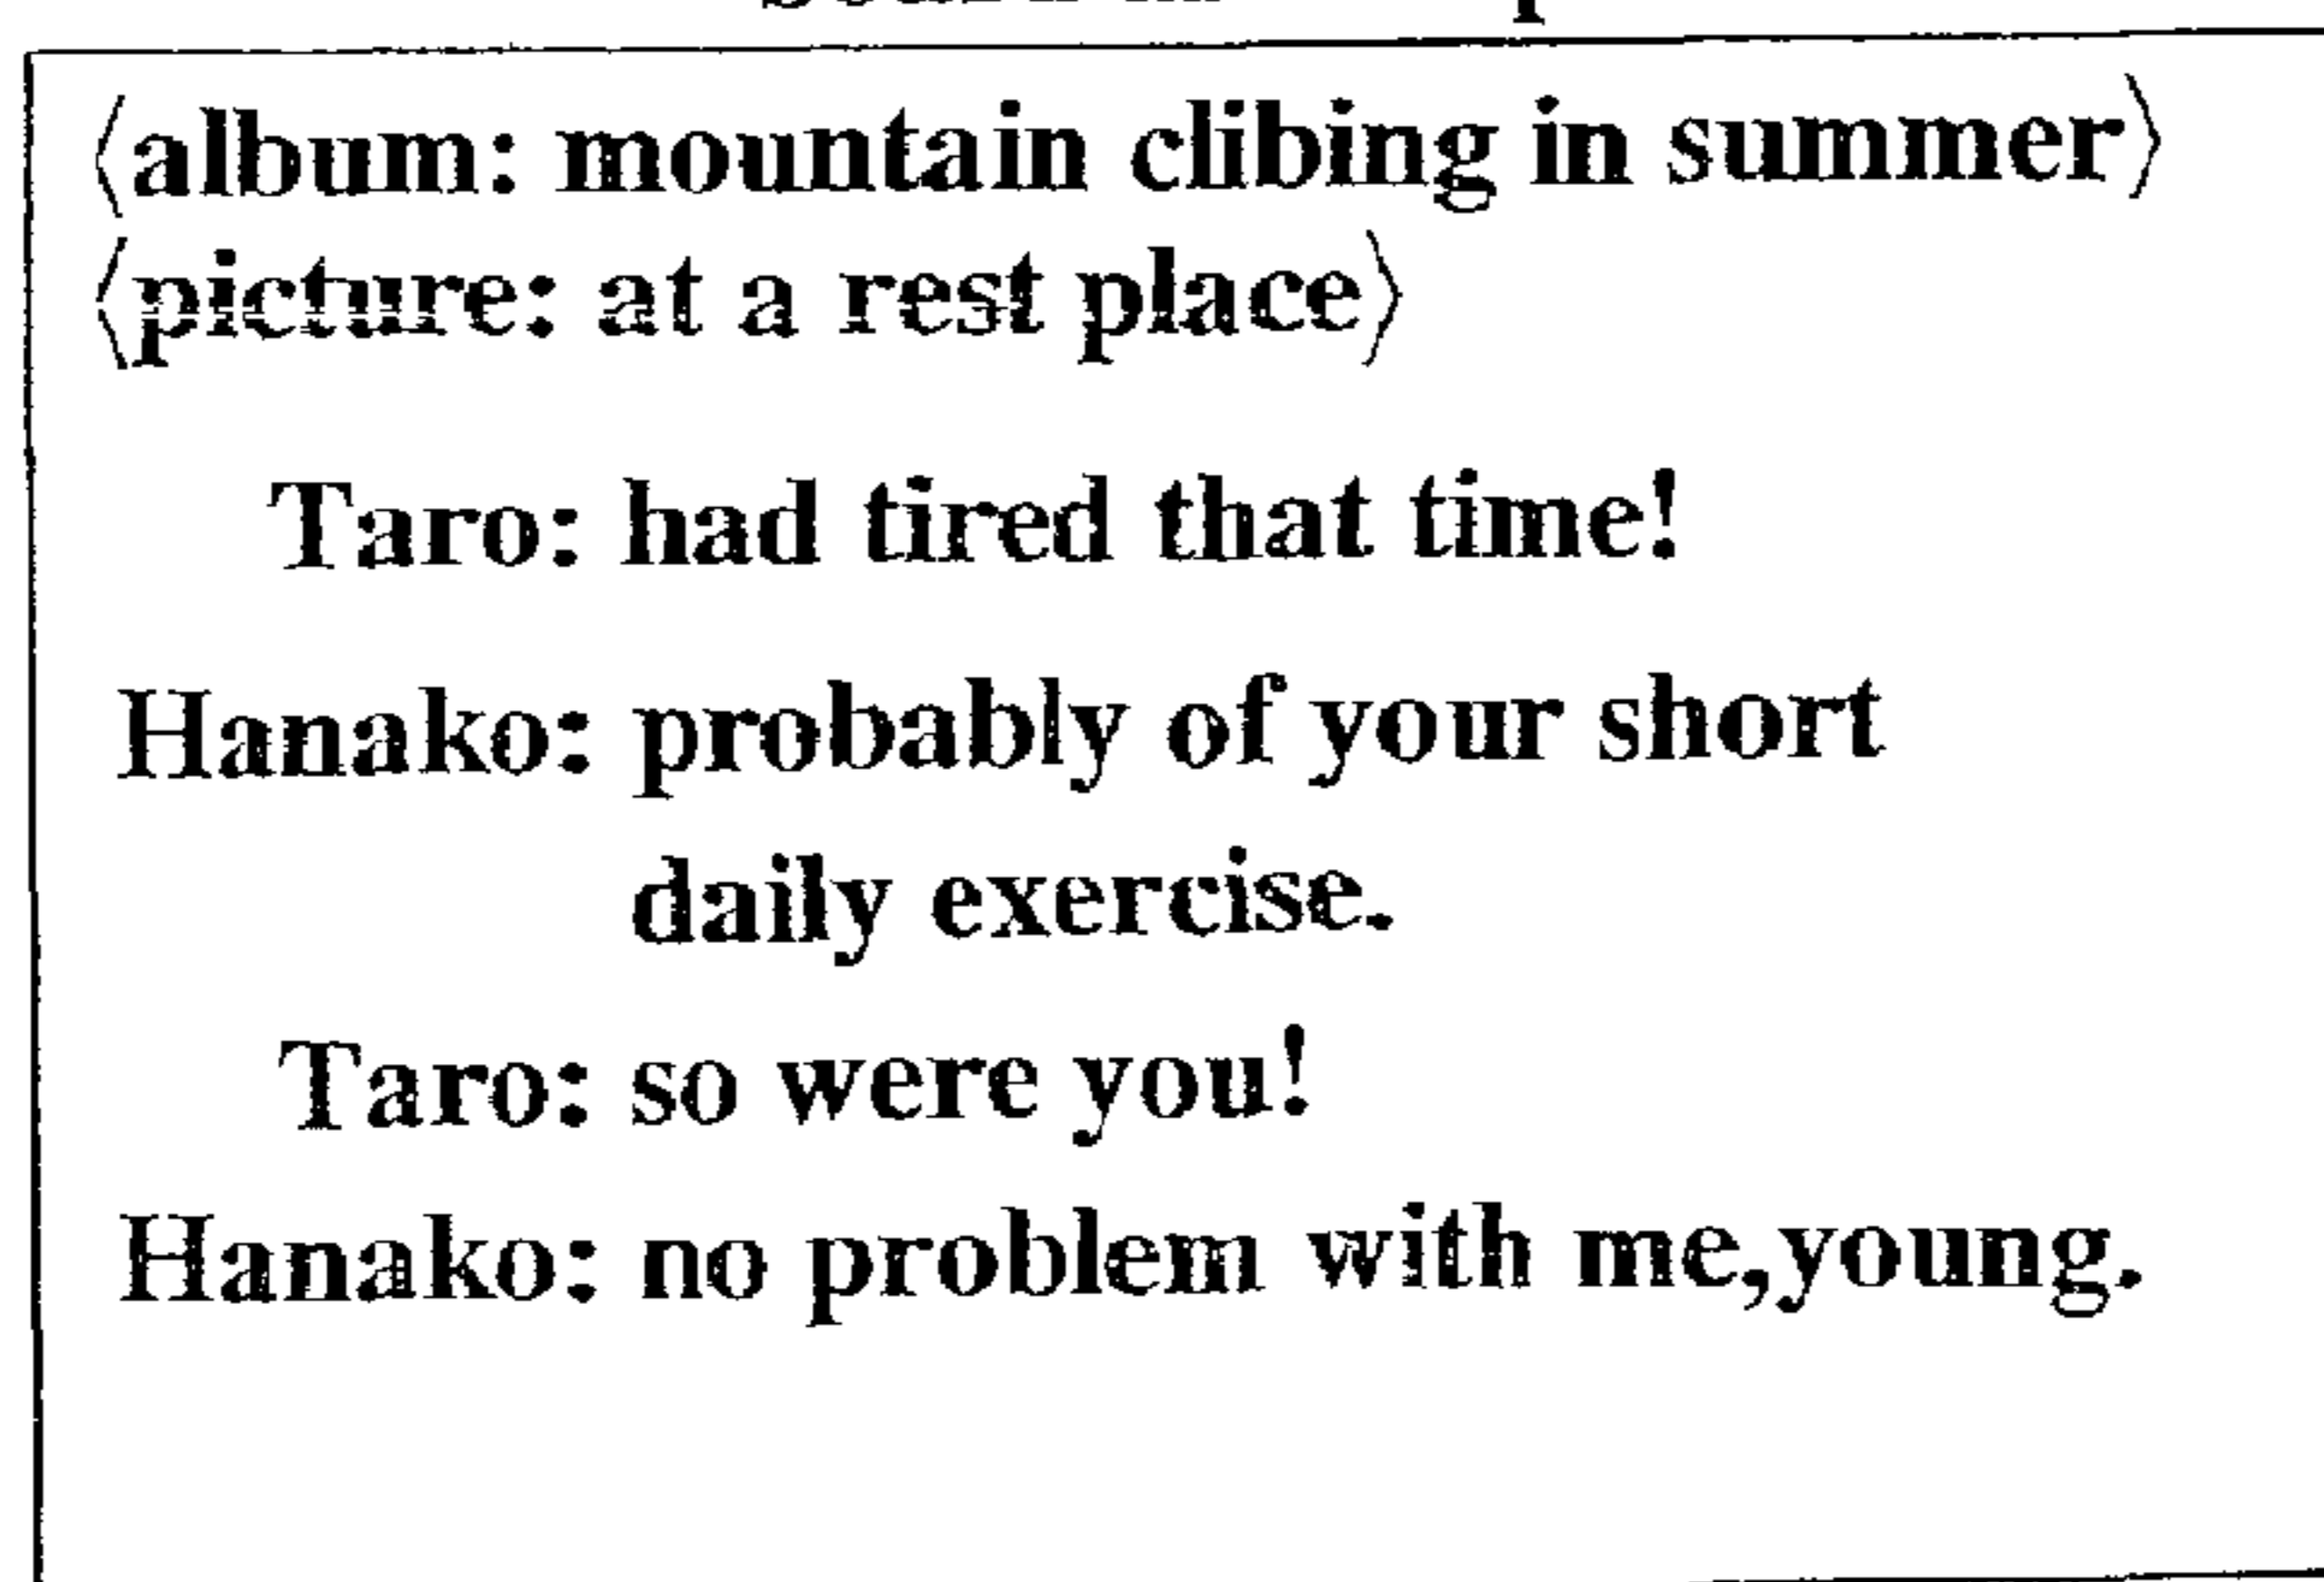 〈album: mountain clibing in summer〉
〈picture: at a rest place〉
Taro: had tired that time!
Hanako: probably of your short
daily exercise.
Taro: so were you!
Hanako: no problem with me,young.